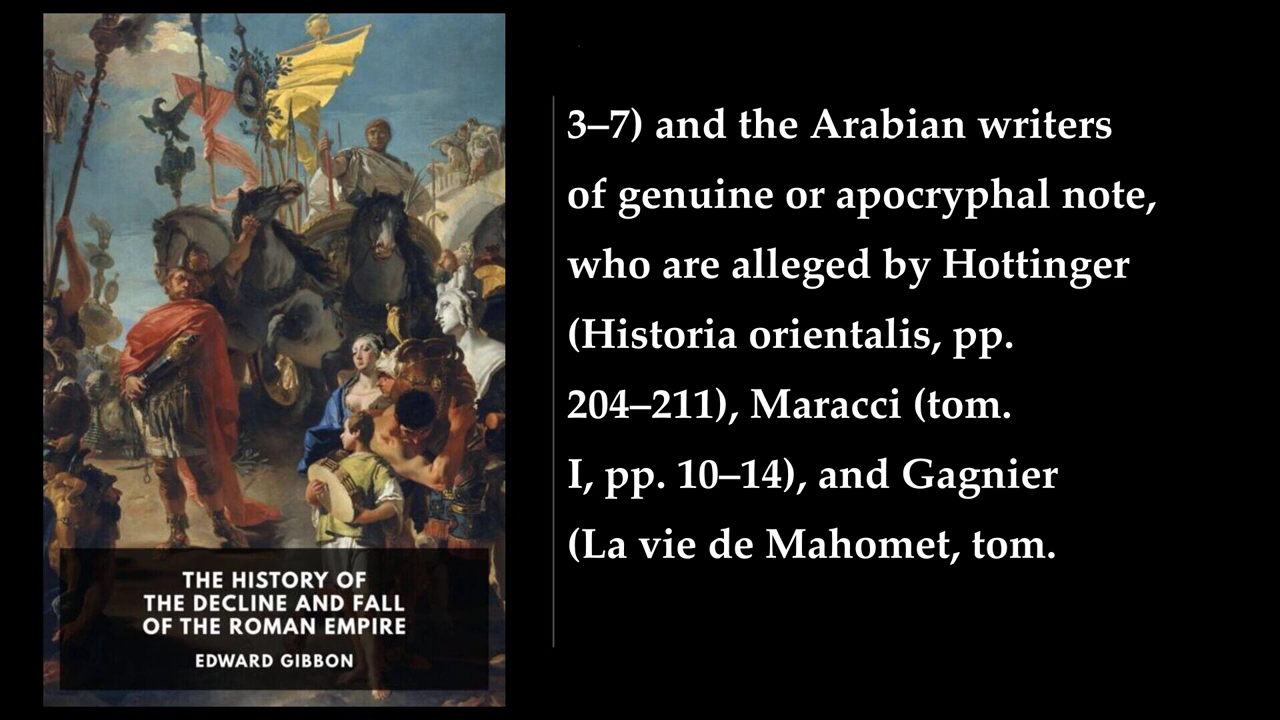 THE HISTORY OF
THE DECLINE AND FALL
OF THE ROMAN EMPIRE
EDWARD GIBBON
3–7) and the Arabian writers
of genuine or apocryphal note,
who are alleged by Hottinger
(Historia orientalis, pp.
204–211), Maracci (tom.
I, pp. 10–14), and Gagnier
(La vie de Mahomet, tom.